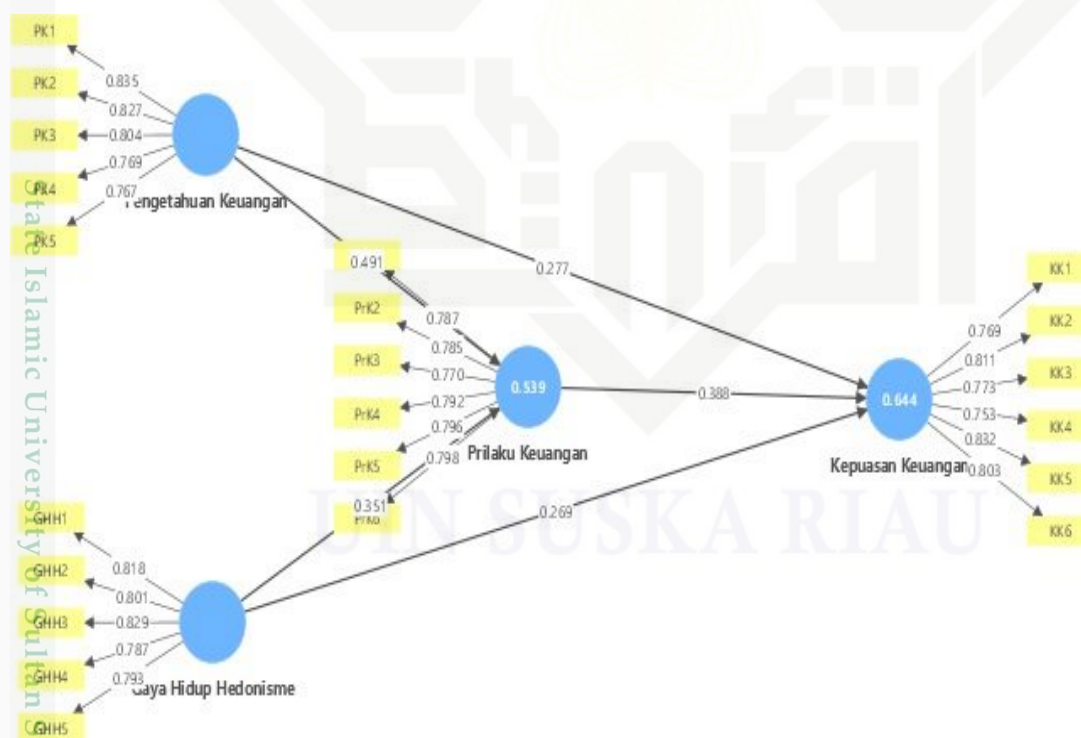 PK1
PK2
PK3
PK4
PK5
0.835
0.827
0.804
0.769
0.767
Pengetahuan Keuangan
0.491
0.277
PrK2
PrK3
PrK4
PrK5
PrK6
0.787
0.785
0.770
0.792
0.796
0.798
0.539
Prilaku Keuangan
0.388
0.351
0.269
KK1
KK2
KK3
KK4
KK5
KK6
0.769
0.811
0.773
0.753
0.832
0.803
0.644
Kepuasan Keuangan
GHH1
GHH2
GHH3
GHH4
GHH5
0.818
0.801
0.829
0.787
0.793
Gaya Hidup Hedonisme
UIN SUSKA RIAU
State Islamic University of Sultan S